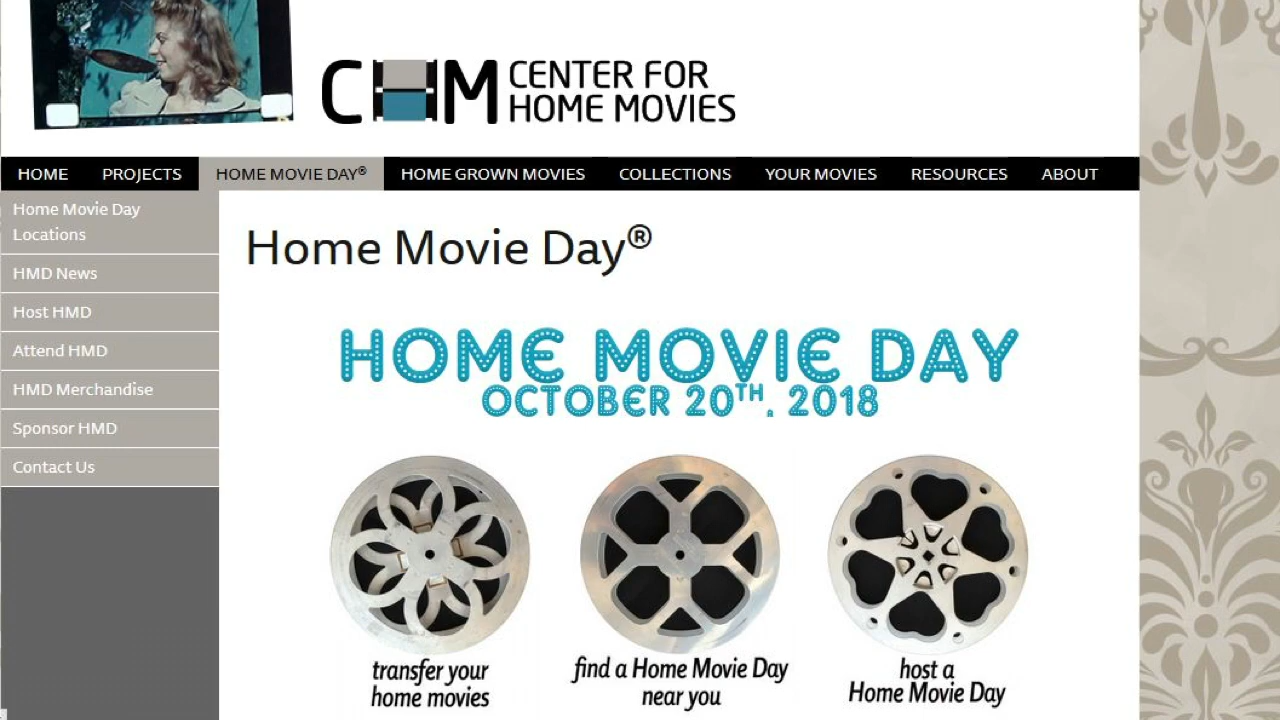 CHM CENTER FOR
HOME MOVIES
HOME PROJECTS HOME MOVIE DAY® HOME GROWN MOVIES COLLECTIONS YOUR MOVIES RESOURCES ABOUT
Home Movie Day
Locations
HMD News
Host HMD
Attend HMD
HMD Merchandise
Sponsor HMD
Contact Us
Home Movie Day®
HOME MOVIE DAY
OCTOBER 20TH, 2018
transfer your
home movies
find a Home Movie Day
near you
host a
Home Movie Day